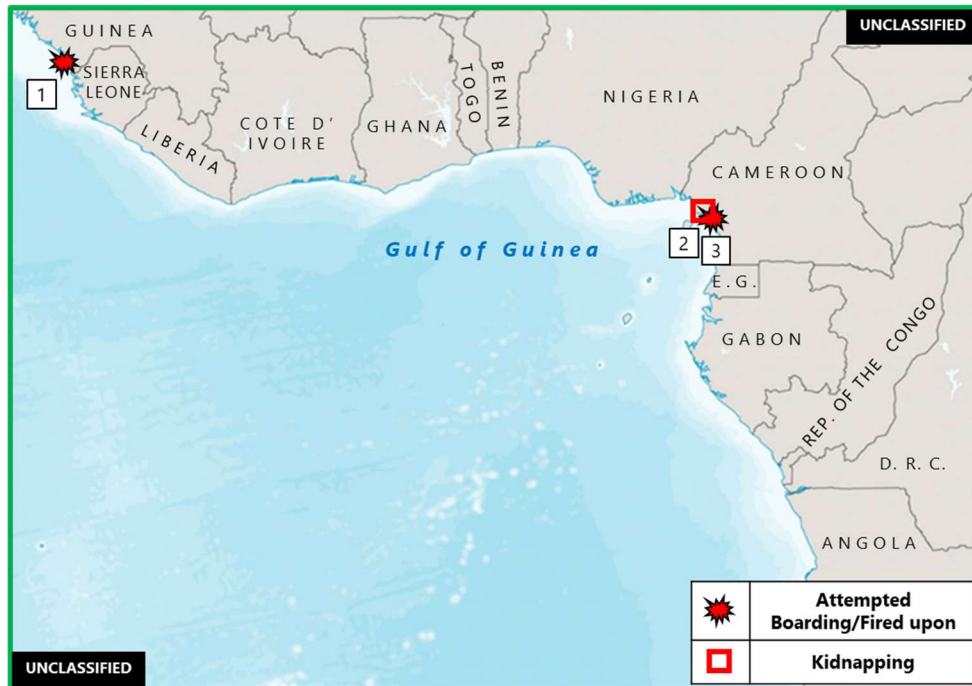 UNCLASSIFIED
GUINEA
SIERRA
LEONE
1
LIBERIA
COTE D'
IVOIRE
GHANA
TOGO
BENIN
NIGERIA
CAMEROON
2
3
Gulf of Guinea
E.G.
GABON
REP. OF THE CONGO
D. R. C.
ANGOLA
Attempted
Boarding/Fired upon
Kidnapping
UNCLASSIFIED